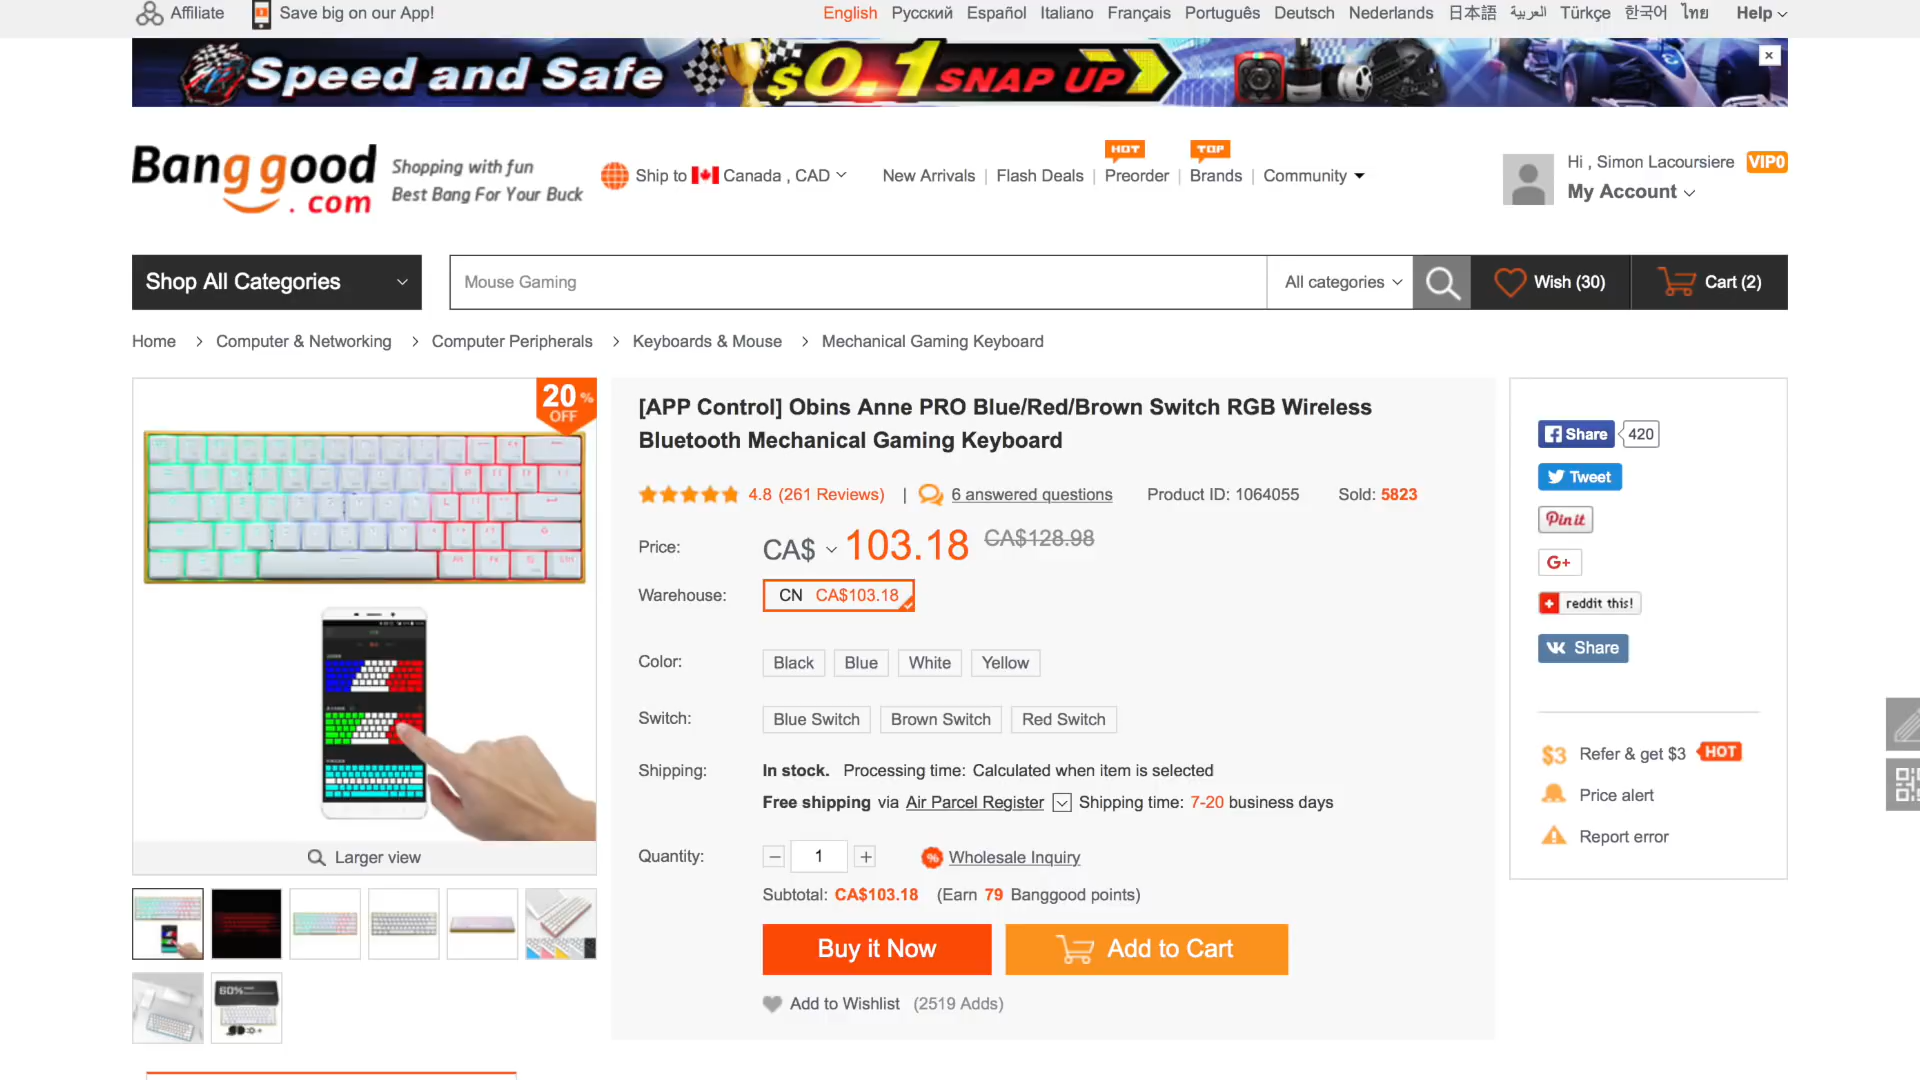 Affiliate
Save big on our App!
English Русский Español Italiano Français Português Deutsch Nederlands 日本語 العربية Türkçe 한국어 ไทย Help
Speed and Safe $0.1 SNAP UP
Banggood.com
Shopping with fun
Best Bang For Your Buck
HOT
TOP
Ship to Canada , CAD
New Arrivals | Flash Deals | Preorder | Brands | Community
Hi , Simon Lacoursiere VIP0
My Account
Shop All Categories
Mouse Gaming
All categories
Wish (30)
Cart (2)
Home > Computer & Networking > Computer Peripherals > Keyboards & Mouse > Mechanical Gaming Keyboard
20%
OFF
Larger view
60%
[APP Control] Obins Anne PRO Blue/Red/Brown Switch RGB Wireless
Bluetooth Mechanical Gaming Keyboard
4.8 (261 Reviews) | 6 answered questions Product ID: 1064055 Sold: 5823
Price: CA$ 103.18 CA$128.98
Warehouse: CN CA$103.18
Color: Black Blue White Yellow
Switch: Blue Switch Brown Switch Red Switch
Shipping: In stock. Processing time: Calculated when item is selected
Free shipping via Air Parcel Register Shipping time: 7-20 business days
Quantity: 1 Wholesale Inquiry
Subtotal: CA$103.18 (Earn 79 Banggood points)
Buy it Now
Add to Cart
Add to Wishlist (2519 Adds)
Share 420
Tweet
Pin it
G+
reddit this!
Share
$3 Refer & get $3 HOT
Price alert
Report error